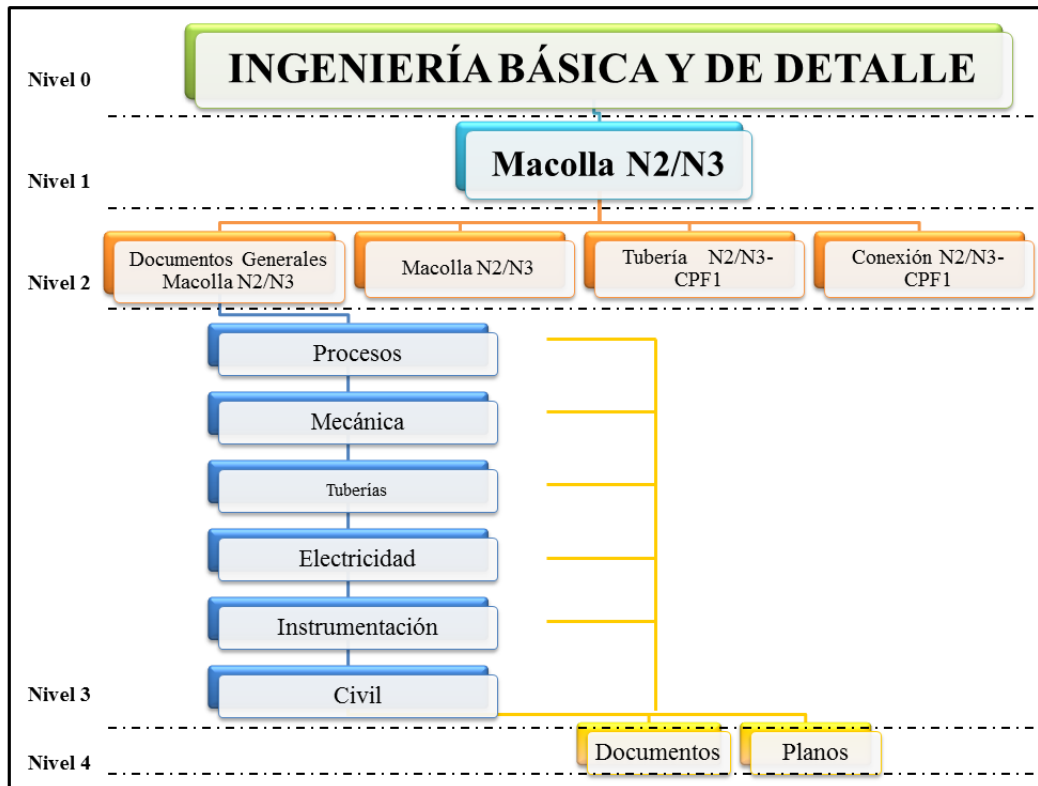 Nivel 0
INGENIERÍA BÁSICA Y DE DETALLE
Nivel 1
Macolla N2/N3
Nivel 2
Documentos Generales
Macolla N2/N3
Macolla N2/N3
Tubería N2/N3-
CPF1
Conexión N2/N3-
CPF1
Procesos
Mecánica
Tuberías
Electricidad
Instrumentación
Nivel 3
Civil
Nivel 4
Documentos
Planos